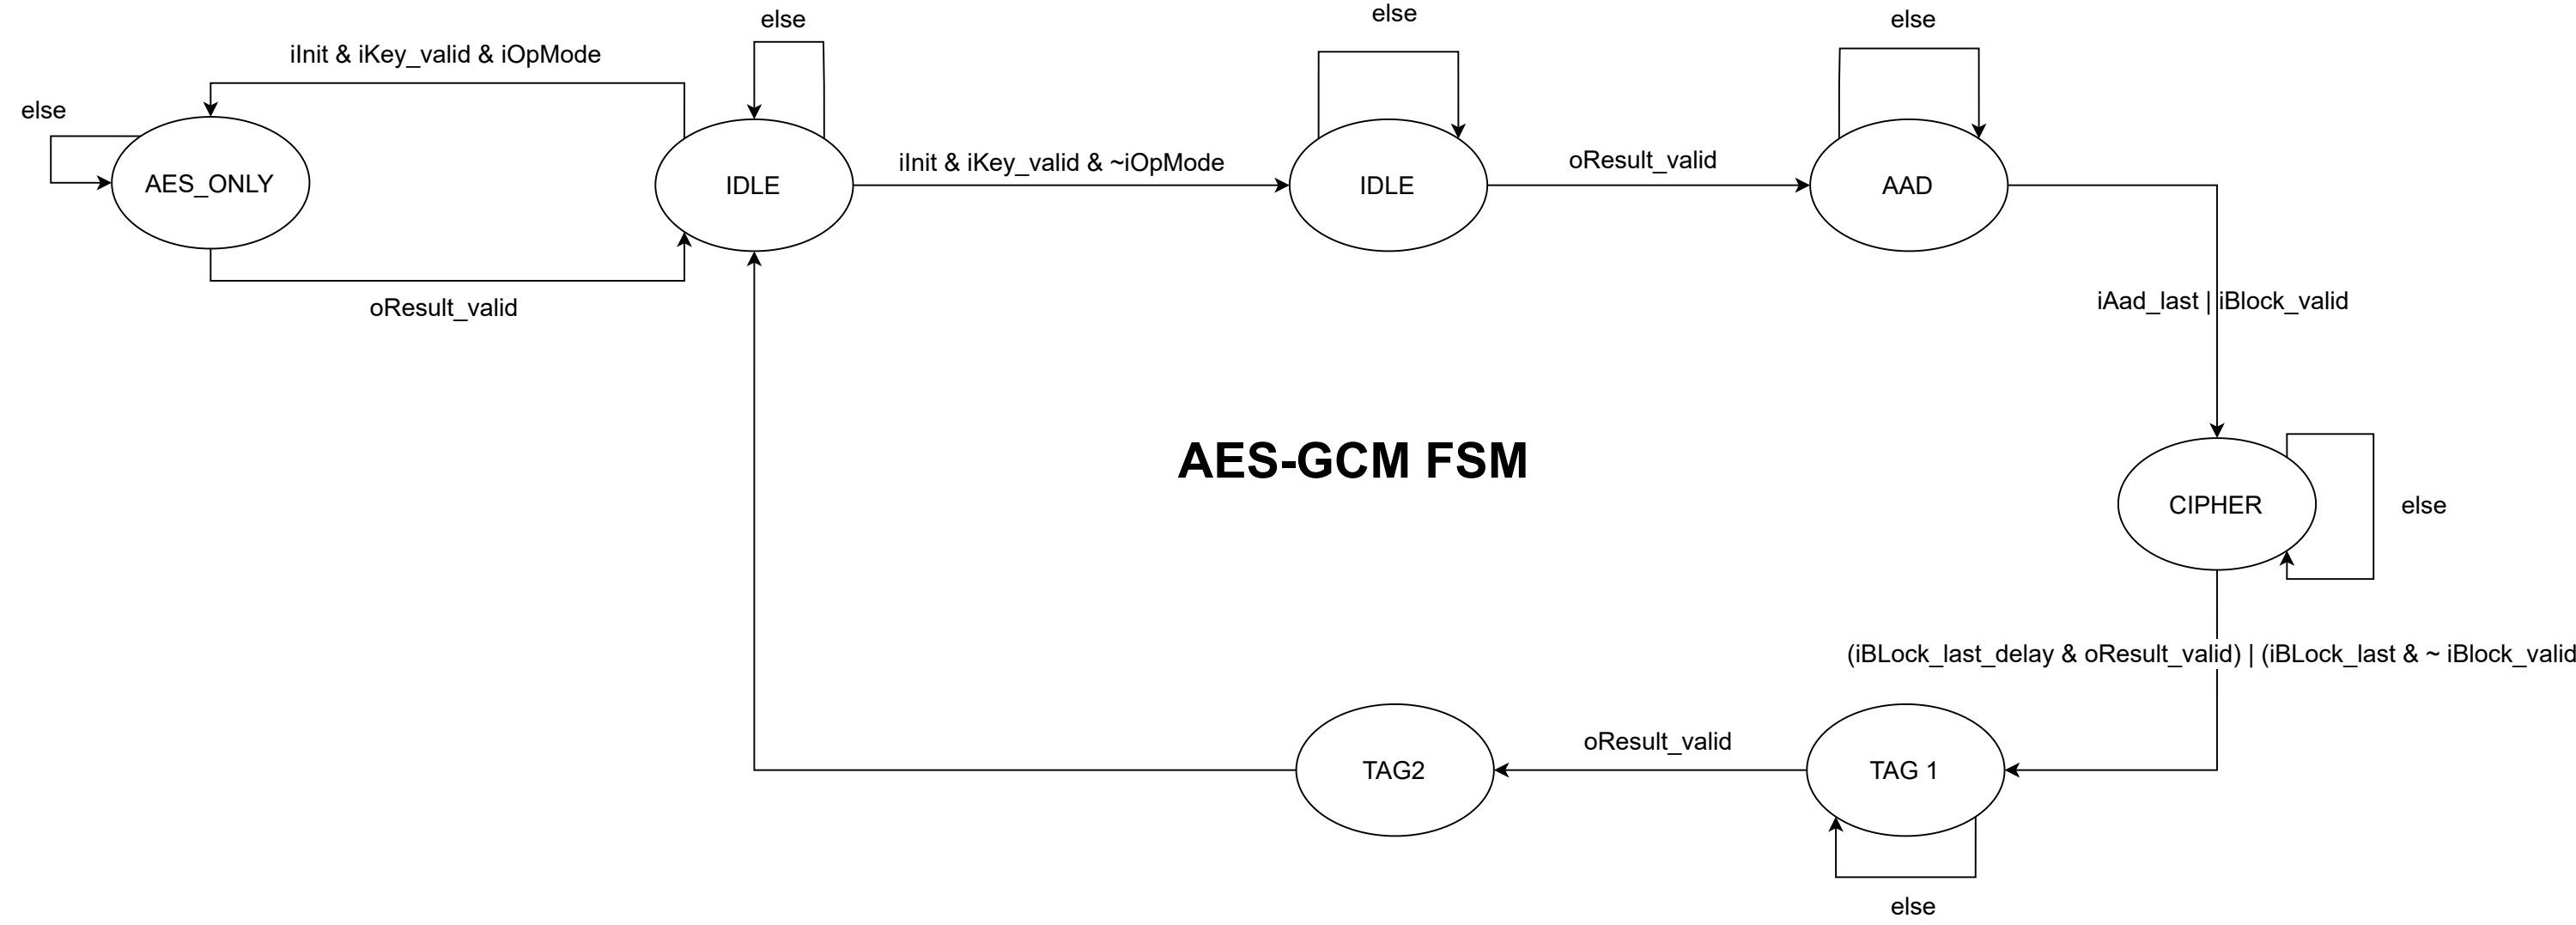 else
else
else
iInit & iKey_valid & iOpMode
else
AES_ONLY
IDLE
iInit & iKey_valid & ~iOpMode
IDLE
oResult_valid
AAD
oResult_valid
iAad_last | iBlock_valid
AES-GCM FSM
CIPHER
else
(iBLock_last_delay & oResult_valid) | (iBLock_last & ~ iBlock_valid
TAG2
oResult_valid
TAG 1
else